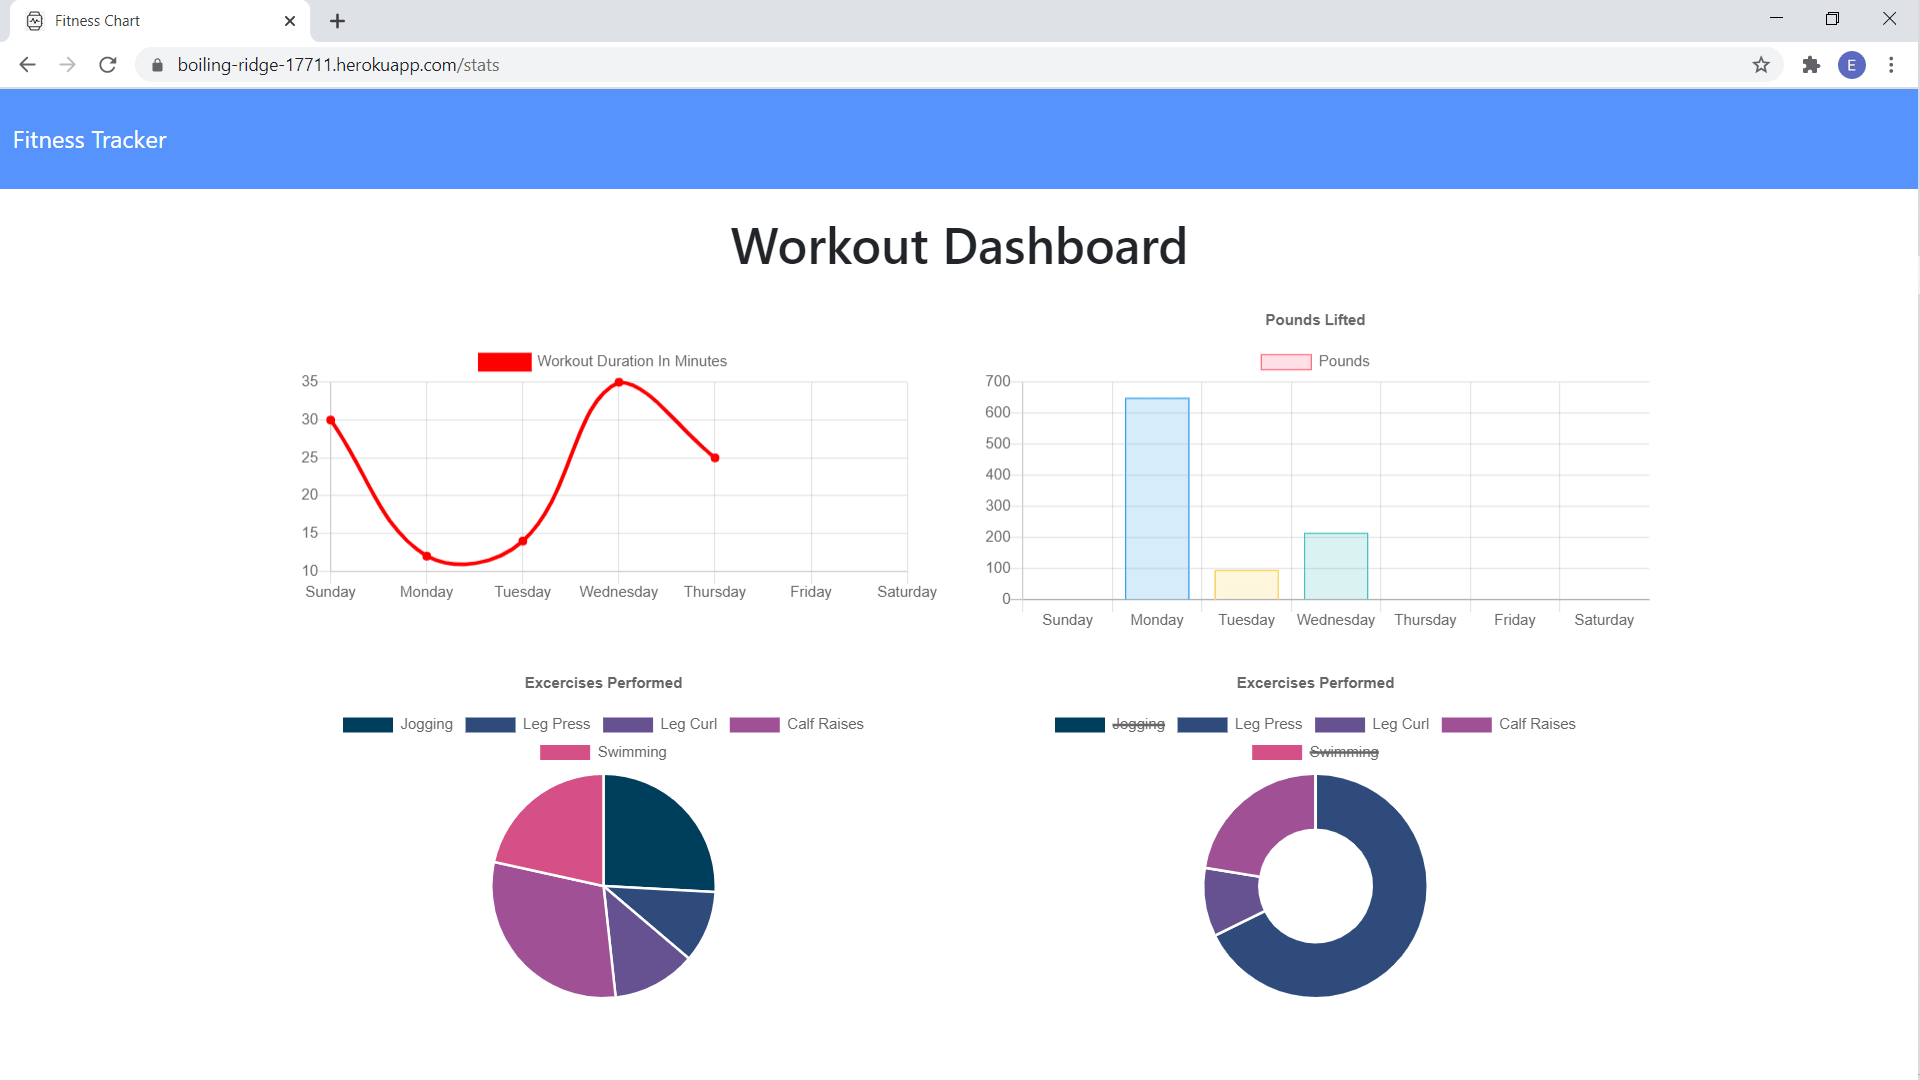 Fitness Chart
boiling-ridge-17711.herokuapp.com/stats
E
Fitness Tracker
Workout Dashboard
Workout Duration In Minutes
35
30
25
20
15
10
Sunday Monday Tuesday Wednesday Thursday Friday Saturday
Pounds Lifted
Pounds
700
600
500
400
300
200
100
0
Sunday Monday Tuesday Wednesday Thursday Friday Saturday
Excercises Performed
Jogging Leg Press Leg Curl Calf Raises
Swimming
Excercises Performed
Jogging Leg Press Leg Curl Calf Raises
Swimming